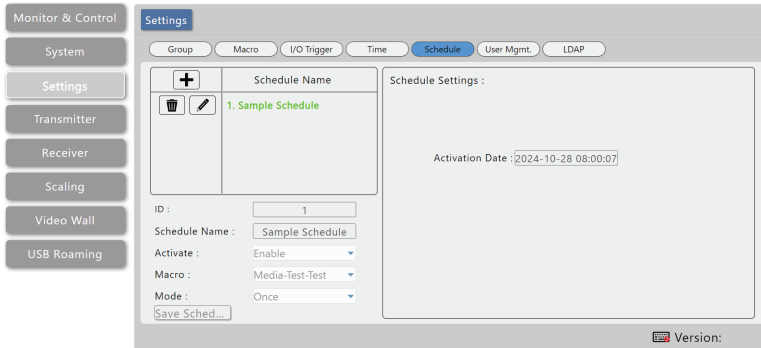 Monitor & Control
System
Settings
Transmitter
Receiver
Scaling
Video Wall
USB Roaming
Settings
Group Macro I/O Trigger Time Schedule User Mgmt. LDAP
Schedule Name
1. Sample Schedule
ID : 1
Schedule Name : Sample Schedule
Activate : Enable
Macro : Media-Test-Test
Mode : Once
Save Sched...
Schedule Settings :
Activation Date : 2024-10-28 08:00:07
Version: